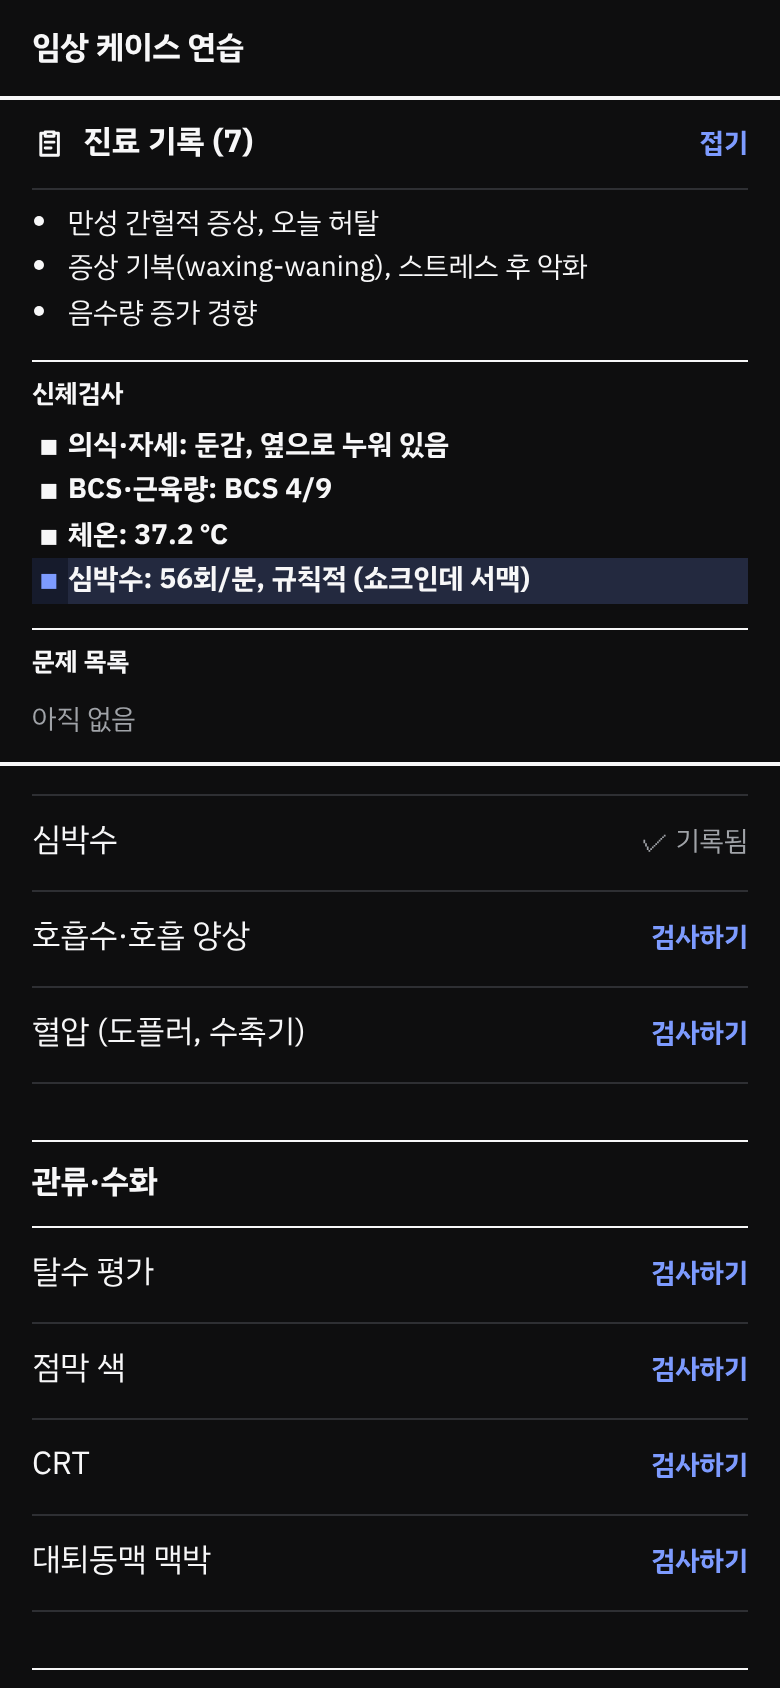 임상 케이스 연습
진료 기록 (7)
접기
• 만성 간헐적 증상, 오늘 허탈
• 증상 기복(waxing-waning), 스트레스 후 악화
• 음수량 증가 경향
신체검사
■ 의식·자세: 둔감, 옆으로 누워 있음
■ BCS·근육량: BCS 4/9
■ 체온: 37.2 °C
■ 심박수: 56회/분, 규칙적 (쇼크인데 서맥)
문제 목록
아직 없음
심박수
✓ 기록됨
호흡수·호흡 양상
검사하기
혈압 (도플러, 수축기)
검사하기
관류·수화
탈수 평가
검사하기
점막 색
검사하기
CRT
검사하기
대퇴동맥 맥박
검사하기